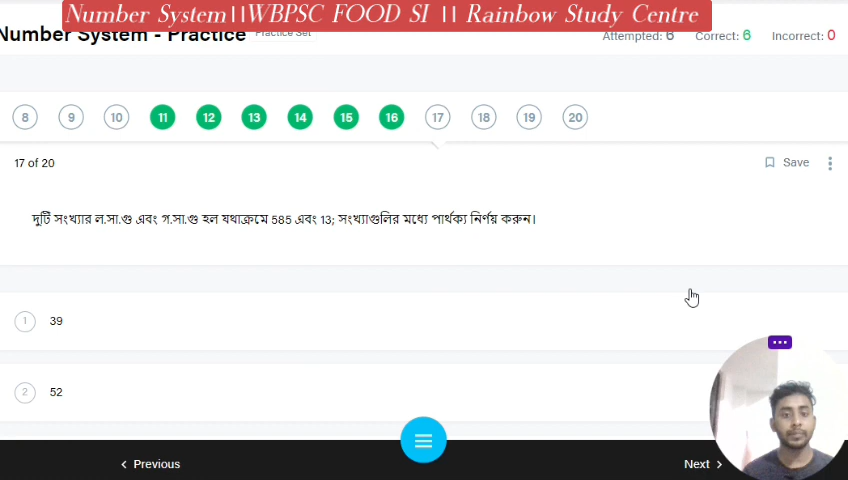 Number System||WBPSC FOOD SI || Rainbow Study Centre
Number System - Practice
Practice Set
Attempted: 6 Correct: 6 Incorrect: 0
8 9 10 11 12 13 14 15 16 17 18 19 20
17 of 20
Save
দুটি সংখ্যার ল.সা.গু এবং গ.সা.গু হল যথাক্রমে 585 এবং 13; সংখ্যাগুলির মধ্যে পার্থক্য নির্ণয় করুন।
1 39
2 52
Previous
Next